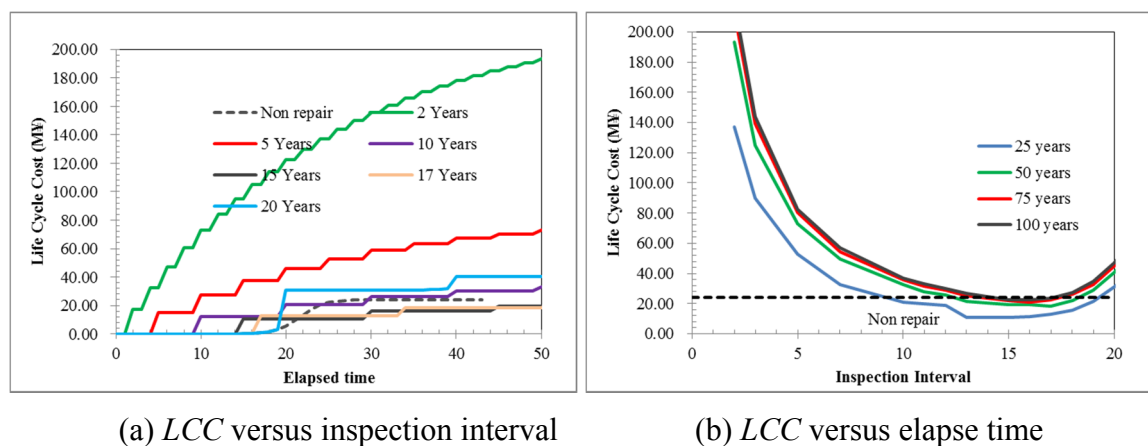 200.00
180.00
160.00
140.00
120.00
100.00
80.00
60.00
40.00
20.00
0.00
Life Cycle Cost (M¥)
Non repair
2 Years
5 Years
10 Years
15 Years
17 Years
20 Years
0 10 20 30 40 50
Elapsed time
200.00
180.00
160.00
140.00
120.00
100.00
80.00
60.00
40.00
20.00
0.00
Life Cycle Cost (M¥)
25 years
50 years
75 years
100 years
Non repair
0 5 10 15 20
Inspection Interval
(a) LCC versus inspection interval
(b) LCC versus elapse time